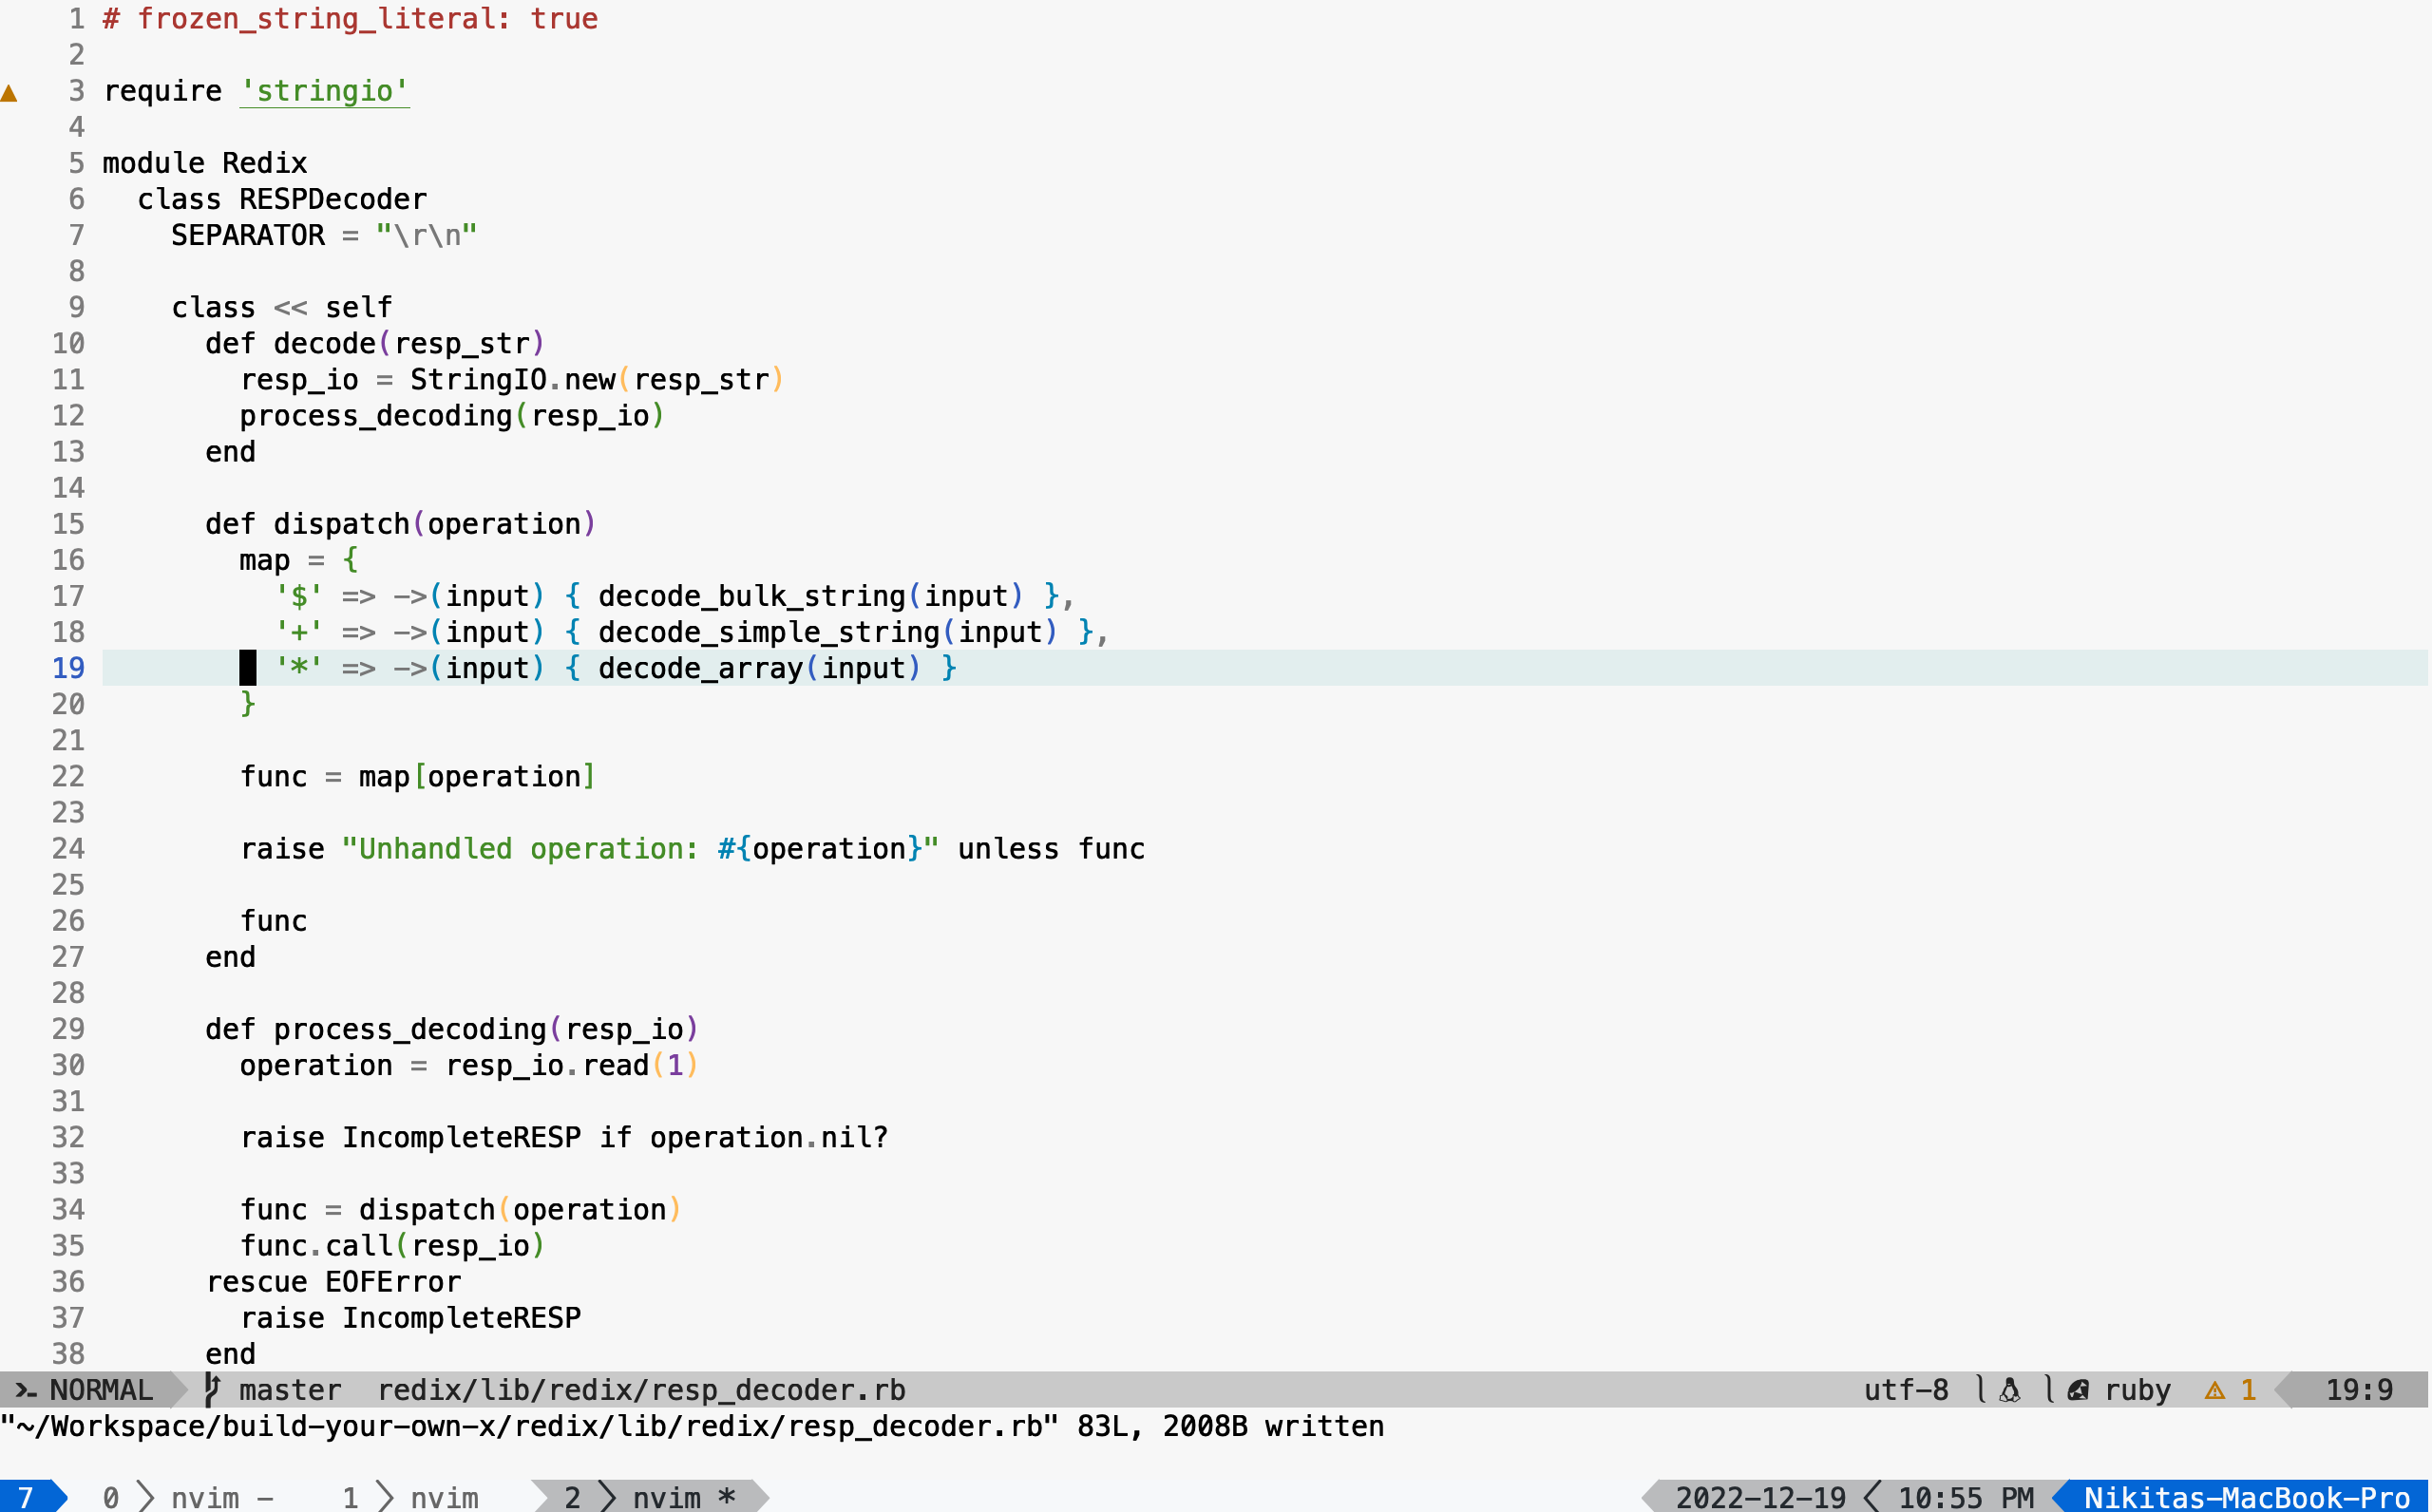 1 # frozen_string_literal: true
2
3 require 'stringio'
4
5 module Redix
6   class RESPDecoder
7     SEPARATOR = "\r\n"
8
9     class << self
10       def decode(resp_str)
11         resp_io = StringIO.new(resp_str)
12         process_decoding(resp_io)
13       end
14
15       def dispatch(operation)
16         map = {
17           '$' => ->(input) { decode_bulk_string(input) },
18           '+' => ->(input) { decode_simple_string(input) },
19           '*' => ->(input) { decode_array(input) }
20         }
21
22         func = map[operation]
23
24         raise "Unhandled operation: #{operation}" unless func
25
26         func
27       end
28
29       def process_decoding(resp_io)
30         operation = resp_io.read(1)
31
32         raise IncompleteRESP if operation.nil?
33
34         func = dispatch(operation)
35         func.call(resp_io)
36       rescue EOFError
37         raise IncompleteRESP
38       end
NORMAL master redix/lib/redix/resp_decoder.rb utf-8 ruby 1 19:9
"~/Workspace/build-your-own-x/redix/lib/redix/resp_decoder.rb" 83L, 2008B written
7 0 nvim - 1 nvim 2 nvim * 2022-12-19 10:55 PM Nikitas-MacBook-Pro